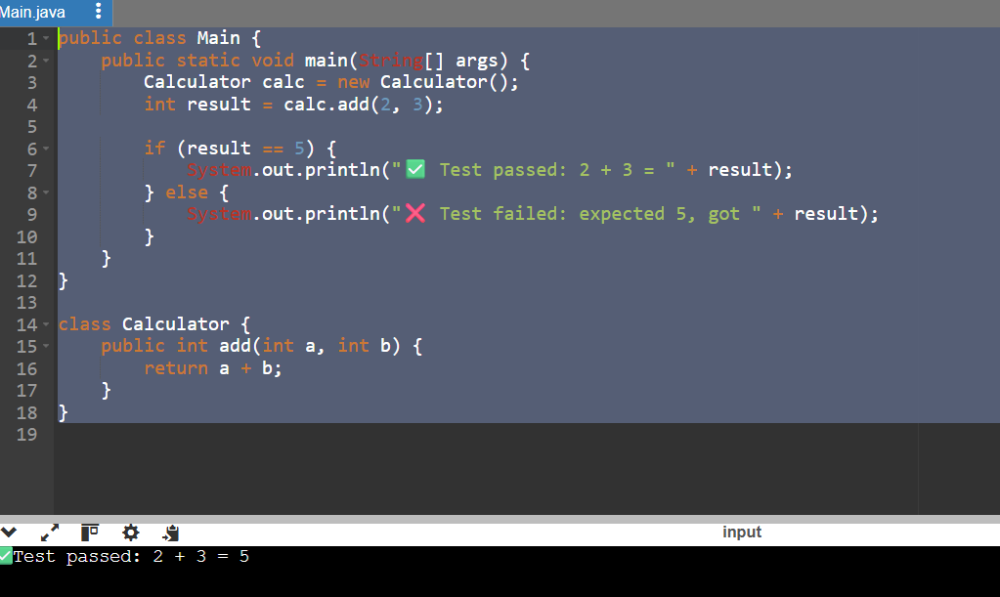 Main.java
1 public class Main {
2     public static void main(String[] args) {
3         Calculator calc = new Calculator();
4         int result = calc.add(2, 3);
5
6         if (result == 5) {
7             System.out.println("✅ Test passed: 2 + 3 = " + result);
8         } else {
9             System.out.println("❌ Test failed: expected 5, got " + result);
10         }
11     }
12 }
13
14 class Calculator {
15     public int add(int a, int b) {
16         return a + b;
17     }
18 }
19
input
✅Test passed: 2 + 3 = 5